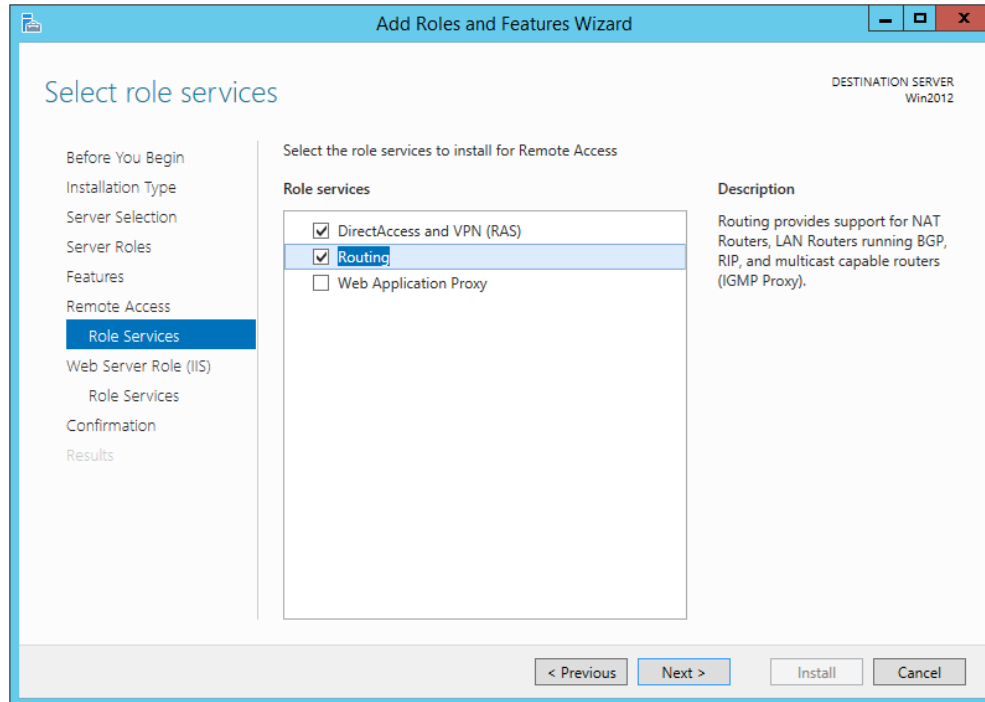 Add Roles and Features Wizard
Select role services
DESTINATION SERVER
Win2012
Before You Begin
Installation Type
Server Selection
Server Roles
Features
Remote Access
Role Services
Web Server Role (IIS)
Role Services
Confirmation
Results
Select the role services to install for Remote Access
Role services
DirectAccess and VPN (RAS)
Routing
Web Application Proxy
Description
Routing provides support for NAT
Routers, LAN Routers running BGP,
RIP, and multicast capable routers
(IGMP Proxy).
< Previous
Next >
Install
Cancel